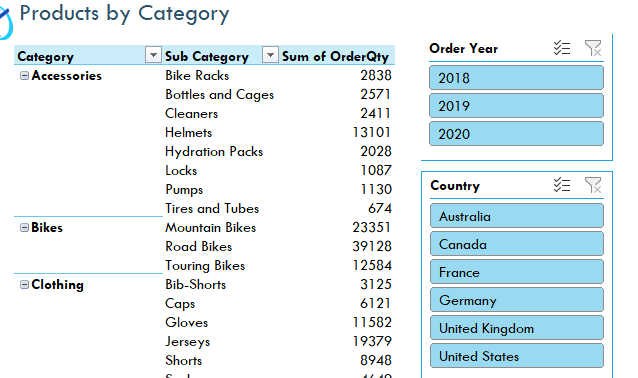 Products by Category
Category Sub Category Sum of OrderQty
Accessories Bike Racks 2838
Bottles and Cages 2571
Cleaners 2411
Helmets 13101
Hydration Packs 2028
Locks 1087
Pumps 1130
Tires and Tubes 674
Bikes Mountain Bikes 23351
Road Bikes 39128
Touring Bikes 12584
Clothing Bib-Shorts 3125
Caps 6121
Gloves 11582
Jerseys 19379
Shorts 8948
Order Year
2018
2019
2020
Country
Australia
Canada
France
Germany
United Kingdom
United States